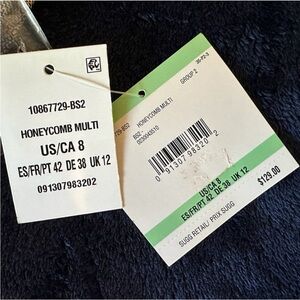 10867729-BS2
HONEYCOMB MULTI
US/CA 8
ES/FR/PT 42 DE 38 UK 12
091307983202
GROUP 2
HONEYCOMB MULTI
BS2
0 91307 98320 2
US/CA 8
ES/FR/PT 42 DE 38 UK 12
$129.00
SUGG RETAIL/ PRIX SUGG